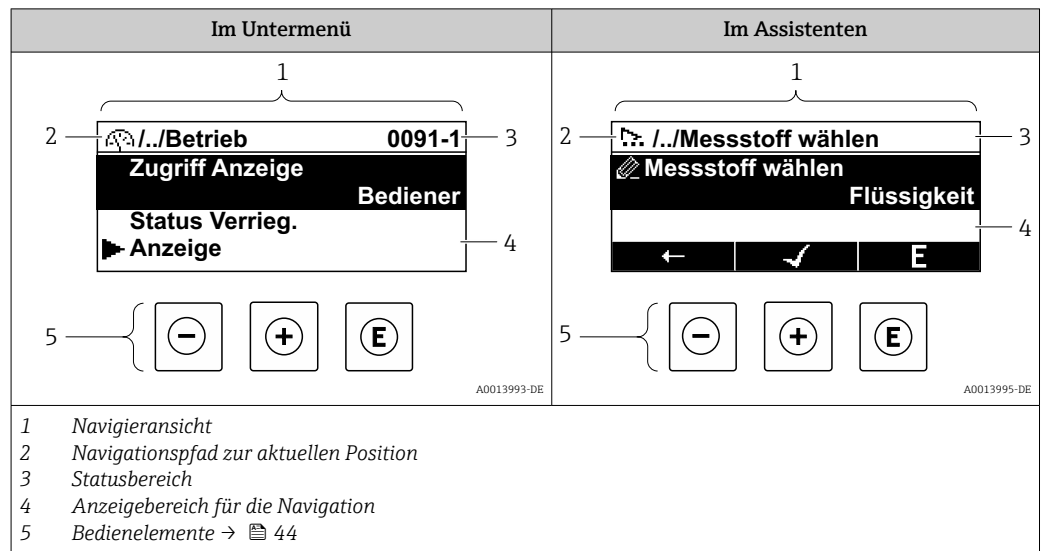 Im Untermenü
Im Assistenten
1
2
/../Betrieb 0091-1
3
Zugriff Anzeige
Bediener
Status Verrieg.
Anzeige
4
5
E
A0013993-DE
1
2
/../Messstoff wählen
3
Messstoff wählen
Flüssigkeit
4
E
5
E
A0013995-DE
1 Navigieransicht
2 Navigationspfad zur aktuellen Position
3 Statusbereich
4 Anzeigebereich für die Navigation
5 Bedienelemente → 44